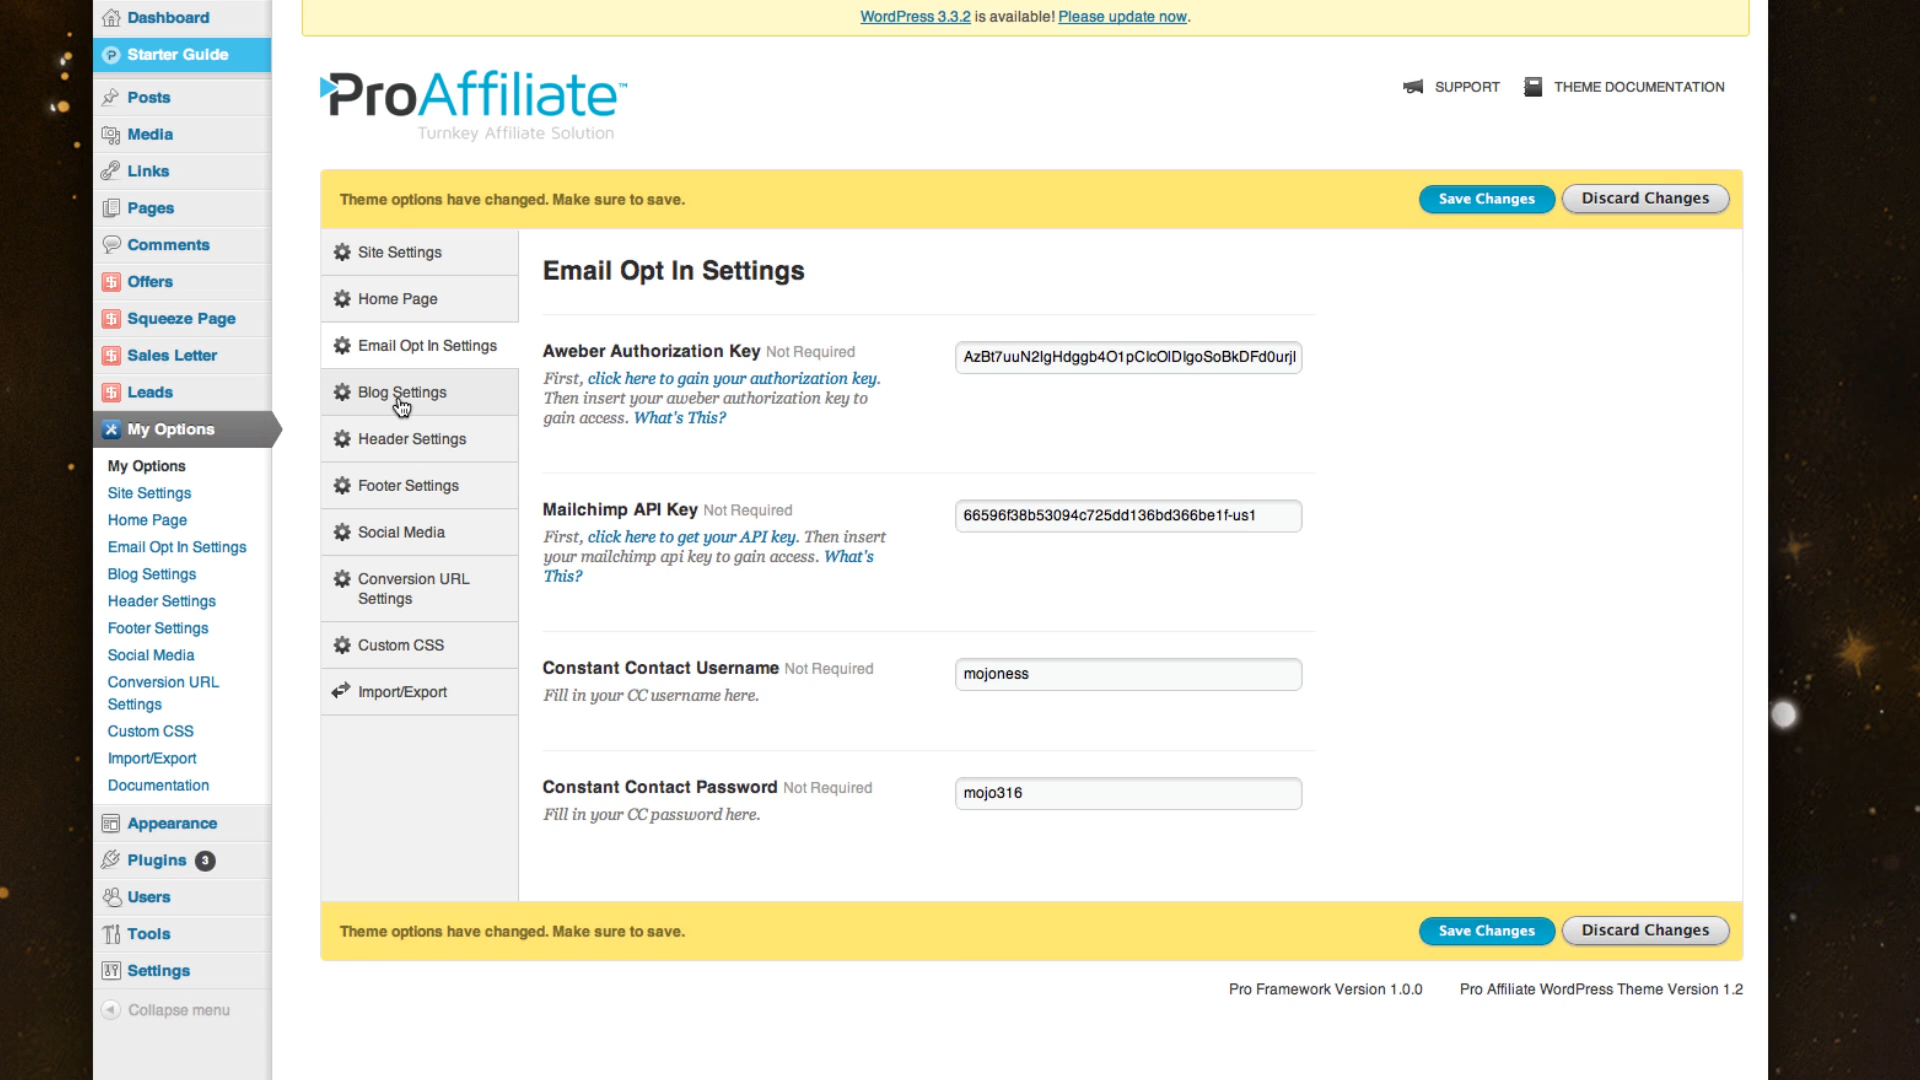 WordPress 3.3.2 is available! Please update now.
Dashboard
Starter Guide
Posts
Media
Links
Pages
Comments
Offers
Squeeze Page
Sales Letter
Leads
My Options
My Options
Site Settings
Home Page
Email Opt In Settings
Blog Settings
Header Settings
Footer Settings
Social Media
Conversion URL
Settings
Custom CSS
Import/Export
Documentation
Appearance
Plugins 3
Users
Tools
Settings
Collapse menu
ProAffiliate™
Turnkey Affiliate Solution
SUPPORT
THEME DOCUMENTATION
Theme options have changed. Make sure to save.
Save Changes
Discard Changes
Site Settings
Home Page
Email Opt In Settings
Blog Settings
Header Settings
Footer Settings
Social Media
Conversion URL
Settings
Custom CSS
Import/Export
Email Opt In Settings
Aweber Authorization Key Not Required
First, click here to gain your authorization key.
Then insert your aweber authorization key to
gain access. What's This?
Mailchimp API Key Not Required
First, click here to get your API key. Then insert
your mailchimp api key to gain access. What's
This?
66596f38b53094c725dd136bd366be1f-us1
Constant Contact Username Not Required
Fill in your CC username here.
mojoness
Constant Contact Password Not Required
Fill in your CC password here.
mojo316
Theme options have changed. Make sure to save.
Save Changes
Discard Changes
Pro Framework Version 1.0.0
Pro Affiliate WordPress Theme Version 1.2